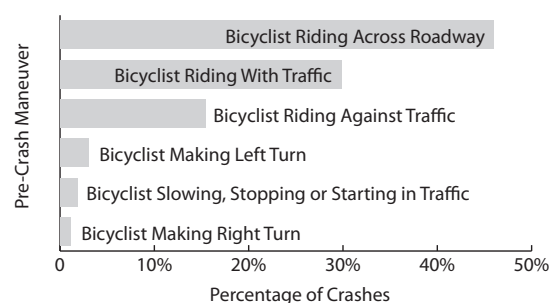 Pre-Crash Maneuver
Bicyclist Riding Across Roadway
Bicyclist Riding With Traffic
Bicyclist Riding Against Traffic
Bicyclist Making Left Turn
Bicyclist Slowing, Stopping or Starting in Traffic
Bicyclist Making Right Turn
0 10% 20% 30% 40% 50%
Percentage of Crashes